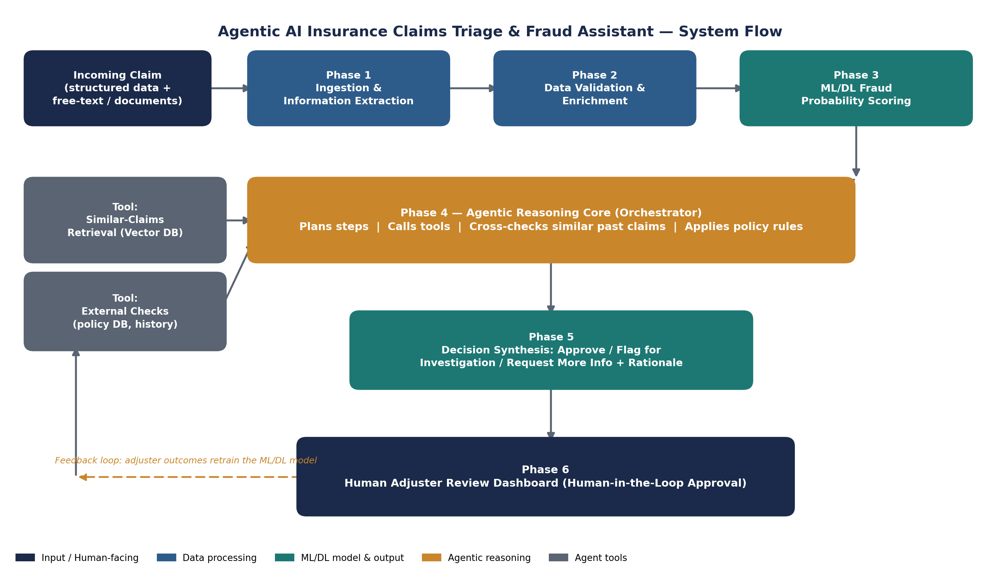 Agentic AI Insurance Claims Triage & Fraud Assistant — System Flow
Incoming Claim
(structured data +
free-text / documents)
Phase 1
Ingestion &
Information Extraction
Phase 2
Data Validation &
Enrichment
Phase 3
ML/DL Fraud
Probability Scoring
Tool:
Similar-Claims
Retrieval (Vector DB)
Phase 4 — Agentic Reasoning Core (Orchestrator)
Plans steps | Calls tools | Cross-checks similar past claims | Applies policy rules
Tool:
External Checks
(policy DB, history)
Phase 5
Decision Synthesis: Approve / Flag for
Investigation / Request More Info + Rationale
Feedback loop: adjuster outcomes retrain the ML/DL model
Phase 6
Human Adjuster Review Dashboard (Human-in-the-Loop Approval)
Input / Human-facing
Data processing
ML/DL model & output
Agentic reasoning
Agent tools